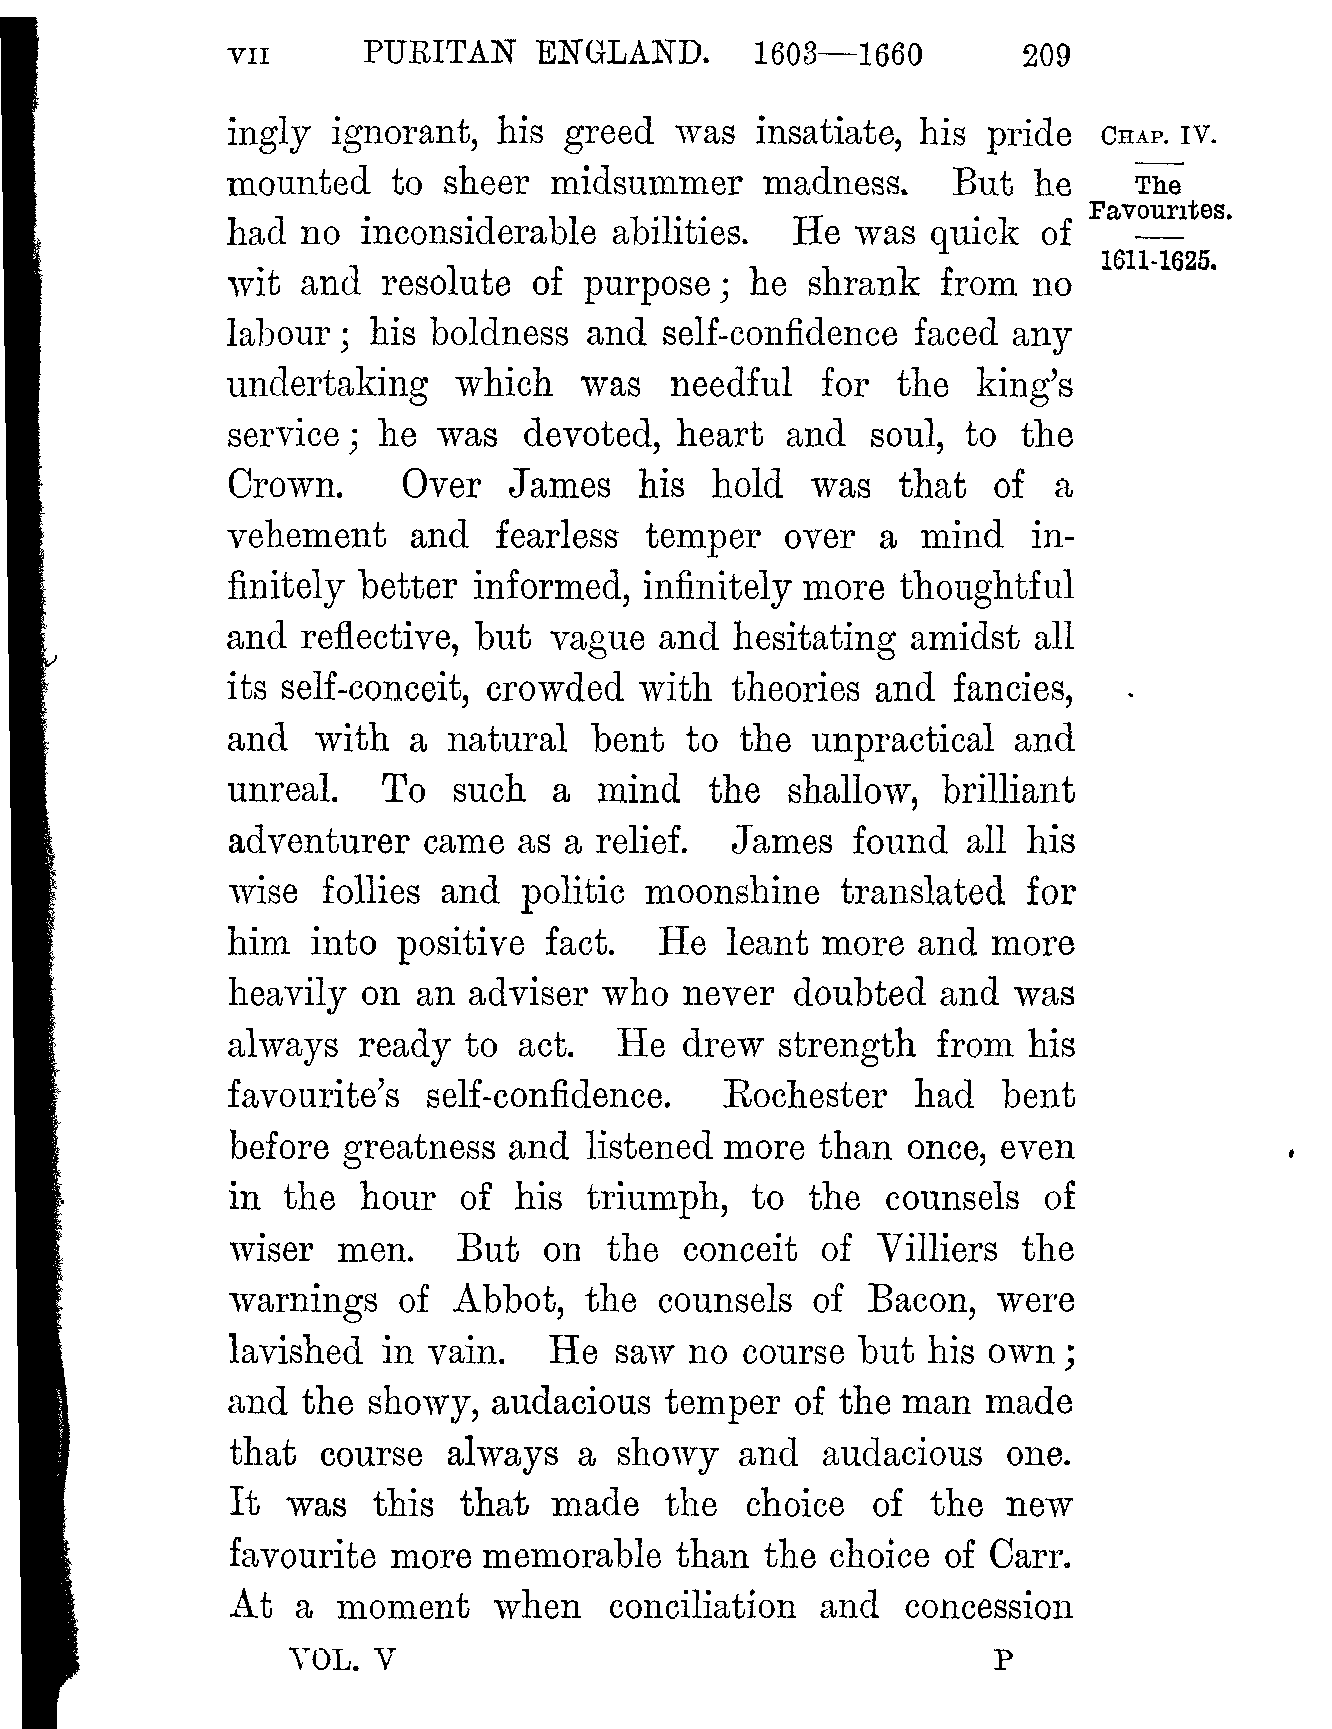 VII PURITAN ENGLAND. 1603—1660 209
ingly ignorant, his greed was insatiate, his pride
mounted to sheer midsummer madness. But he
had no inconsiderable abilities. He was quick of
wit and resolute of purpose; he shrank from no
labour; his boldness and self-confidence faced any
undertaking which was needful for the king's
service; he was devoted, heart and soul, to the
Crown. Over James his hold was that of a
vehement and fearless temper over a mind in-
finitely better informed, infinitely more thoughtful
and reflective, but vague and hesitating amidst all
its self-conceit, crowded with theories and fancies,
and with a natural bent to the unpractical and
unreal. To such a mind the shallow, brilliant
adventurer came as a relief. James found all his
wise follies and politic moonshine translated for
him into positive fact. He leant more and more
heavily on an adviser who never doubted and was
always ready to act. He drew strength from his
favourite's self-confidence. Rochester had bent
before greatness and listened more than once, even
in the hour of his triumph, to the counsels of
wiser men. But on the conceit of Villiers the
warnings of Abbot, the counsels of Bacon, were
lavished in vain. He saw no course but his own;
and the showy, audacious temper of the man made
that course always a showy and audacious one.
It was this that made the choice of the new
favourite more memorable than the choice of Carr.
At a moment when conciliation and concession
VOL. V P
CHAP. IV.
The
Favourites.
1611-1625.